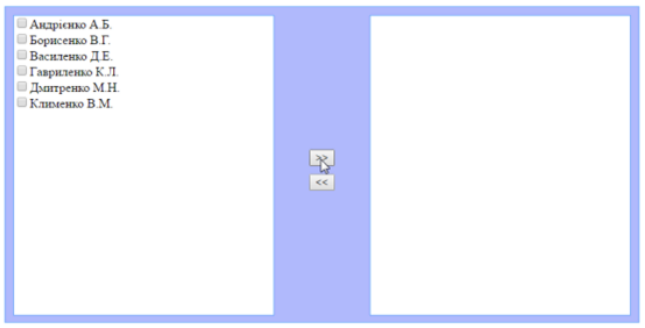 Андрієнко А.Б.
Борисенко В.Г.
Василенко Д.Е.
Гавриленко К.Л.
Дмитренко М.Н.
Клименко В.М.
>>
<<